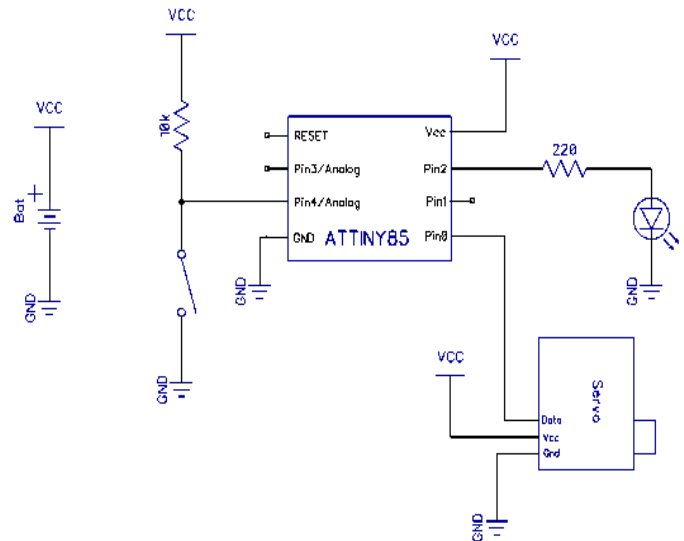 VCC
VCC
VCC
10k
RESET
Vcc
220
Pin3/Analog
Pin2
Bat
+
Pin4/Analog
Pin1
GND
ATTINY85
Pin0
GND
GND
GND
GND
VCC
Servo
Data
Vcc
Gnd
GND